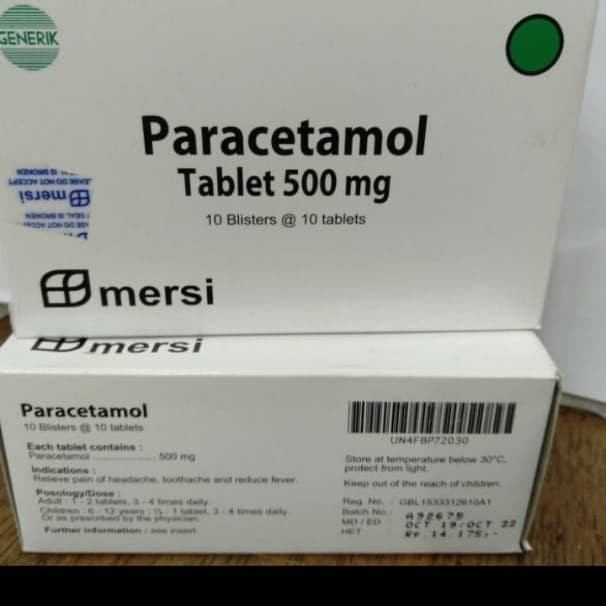 GENERIK
Paracetamol
Tablet 500 mg
10 Blisters @ 10 tablets
mersi
mersi
mersi
Paracetamol
10 Blisters @ 10 tablets
Each tablet contains :
Paracetamol ........................ 500 mg
Indications :
Relieve pain of headache, toothache and reduce fever.
Posology/Dose :
Adult : 1 - 2 tablets, 3 - 4 times daily.
Children : 6 - 12 years : ½ - 1 tablet, 3 - 4 times daily.
Or as prescribed by the physician.
Further information : see insert.
UN4FBP72030
Store at temperature below 30°C,
protect from light.
Keep out of the reach of children.
Reg. No. : GBL1533312610A1
Batch No. : A92675
MD / ED : OCT 19/OCT 22
HET : Rp. 14.175,-